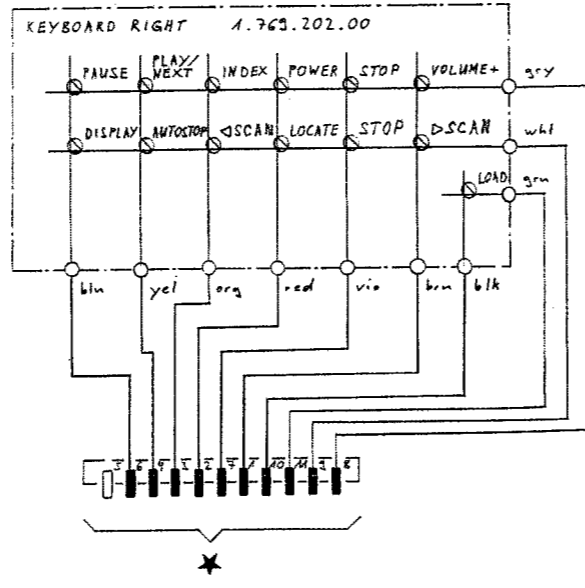 KEYBOARD RIGHT 1.769.202.00
PAUSE PLAY/NEXT INDEX POWER STOP VOLUME+ gry
DISPLAY AUTOSTOP ◁SCAN LOCATE STOP ▷SCAN wht
LOAD grn
bln yel org red vio brn blk
5 6 9 3 2 7 1 10 11 8